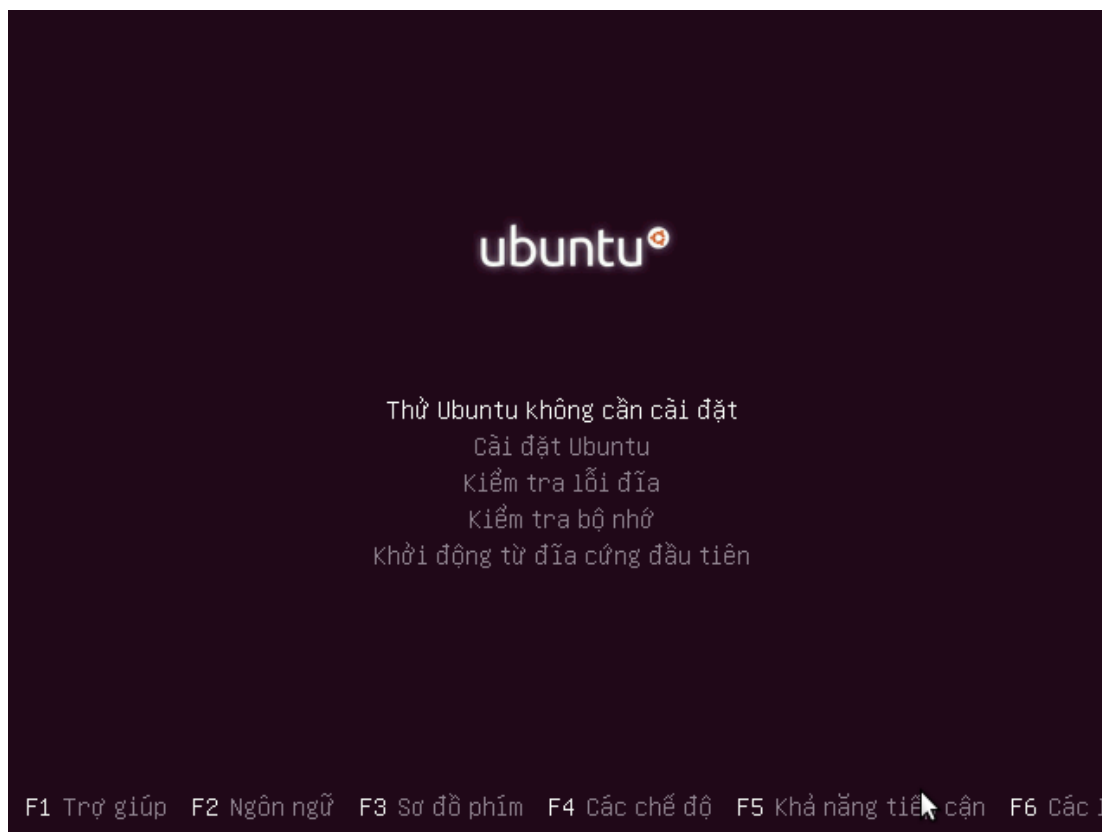 ubuntu
Thử Ubuntu không cần cài đặt
Cài đặt Ubuntu
Kiểm tra lỗi đĩa
Kiểm tra bộ nhớ
Khởi động từ đĩa cứng đầu tiên
F1 Trợ giúp F2 Ngôn ngữ F3 Sơ đồ phím F4 Các chế độ F5 Khả năng tiếp cận F6 Các